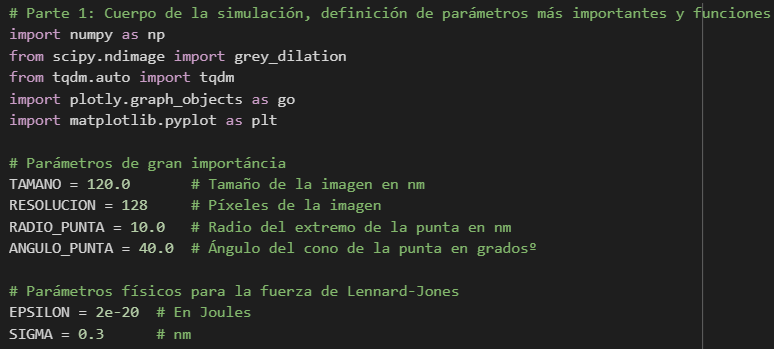 # Parte 1: Cuerpo de la simulación, definición de parámetros más importantes y funciones
import numpy as np
from scipy.ndimage import grey_dilation
from tqdm.auto import tqdm
import plotly.graph_objects as go
import matplotlib.pyplot as plt
# Parámetros de gran importáncia
TAMANO = 120.0 # Tamaño de la imagen en nm
RESOLUCION = 128 # Píxeles de la imagen
RADIO_PUNTA = 10.0 # Radio del extremo de la punta en nm
ANGULO_PUNTA = 40.0 # Ángulo del cono de la punta en gradosº
# Parámetros físicos para la fuerza de Lennard-Jones
EPSILON = 2e-20 # En Joules
SIGMA = 0.3 # nm